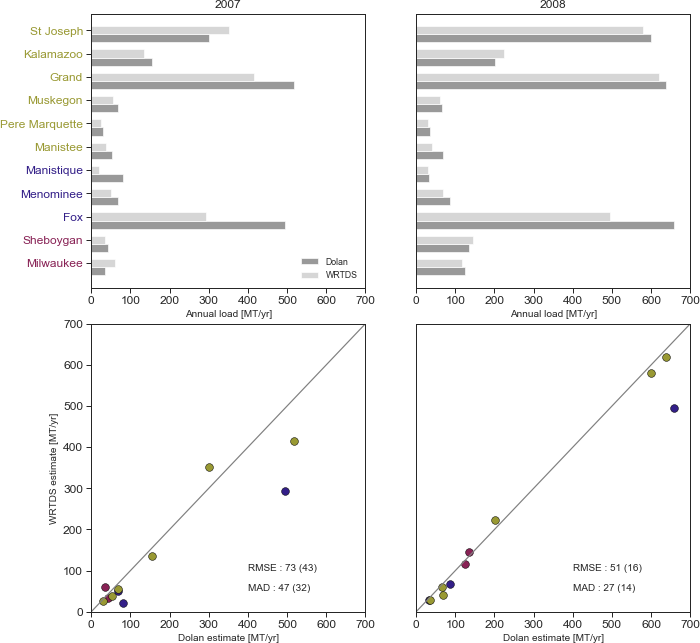 2007
2008
St Joseph
Kalamazoo
Grand
Muskegon
Pere Marquette
Manistee
Manistique
Menominee
Fox
Sheboygan
Milwaukee
Dolan
WRTDS
0 100 200 300 400 500 600 700
Annual load [MT/yr]
0 100 200 300 400 500 600 700
Annual load [MT/yr]
700
600
500
400
300
200
100
0
WRTDS estimate [MT/yr]
RMSE : 73 (43)
MAD : 47 (32)
RMSE : 51 (16)
MAD : 27 (14)
0 100 200 300 400 500 600 700
Dolan estimate [MT/yr]
0 100 200 300 400 500 600 700
Dolan estimate [MT/yr]